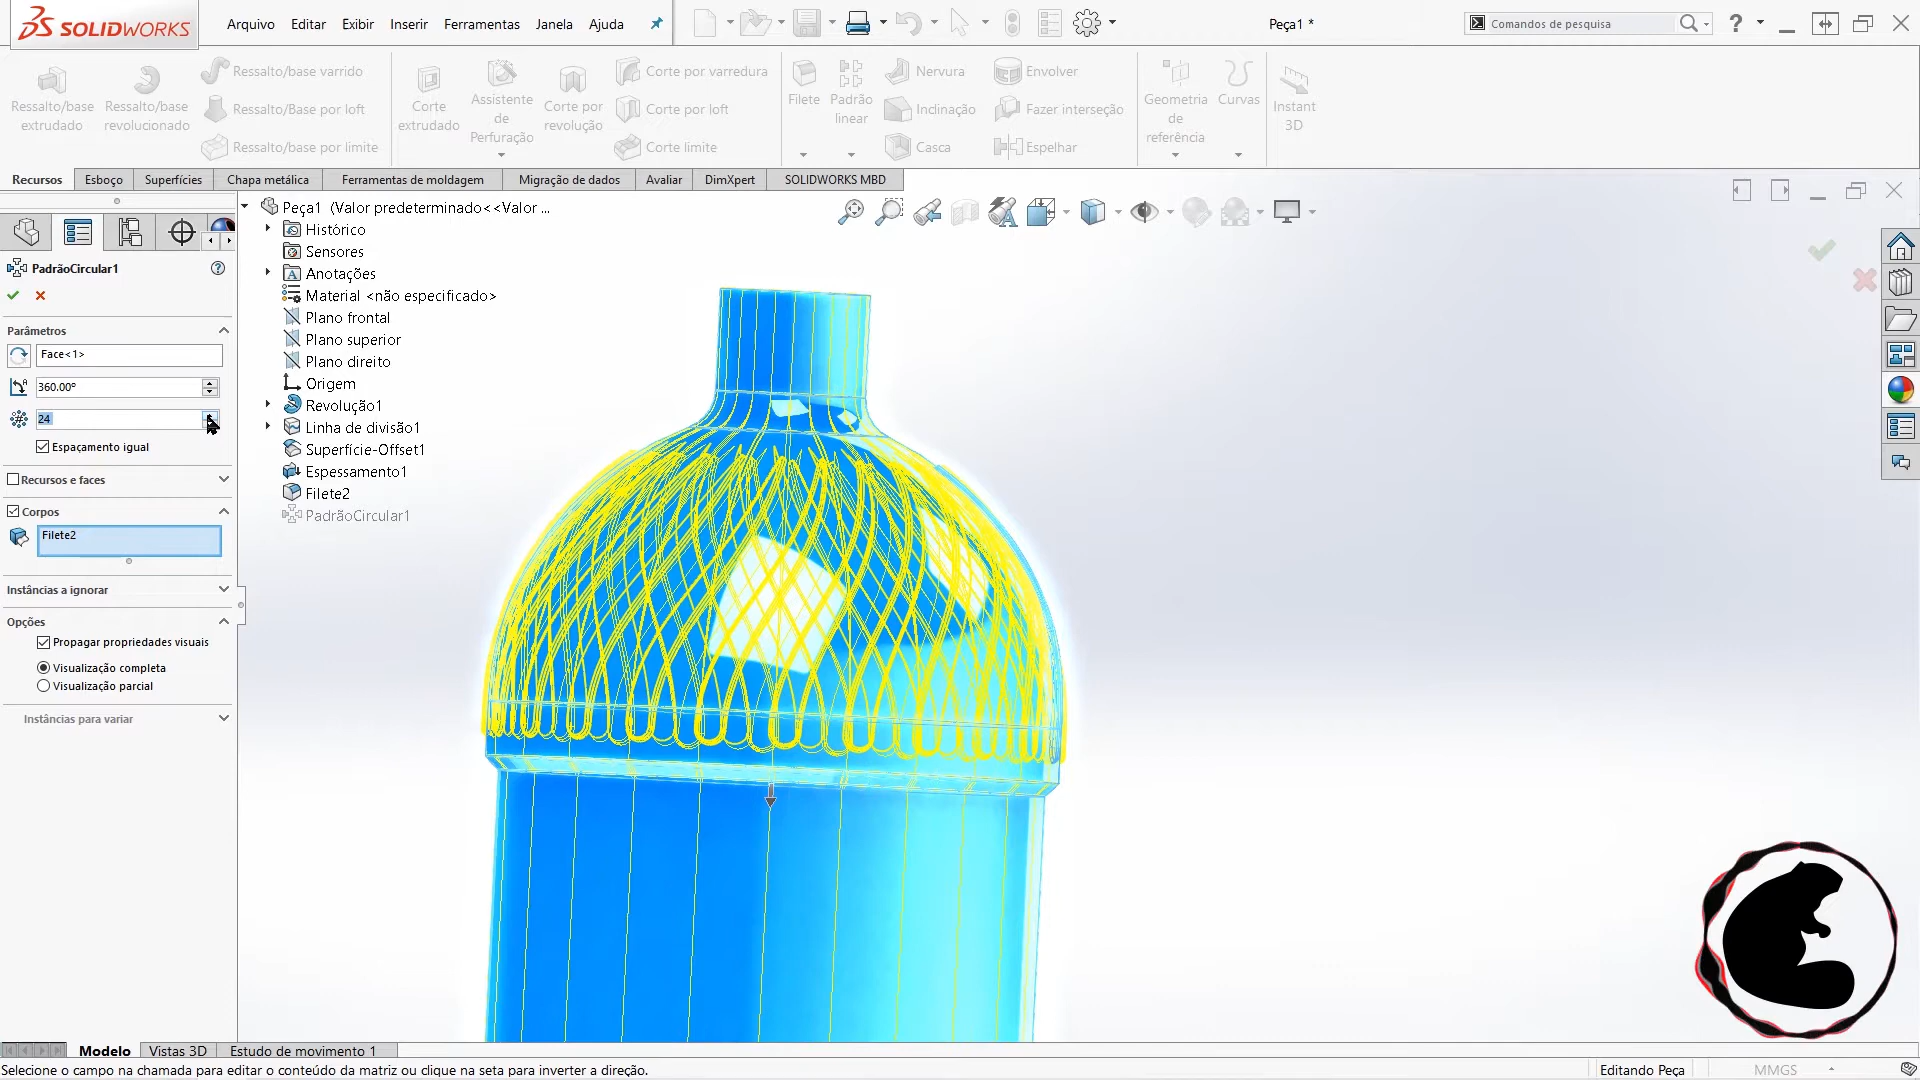 SOLIDWORKS
Arquivo Editar Exibir Inserir Ferramentas Janela Ajuda
Peça1 *
Comandos de pesquisa
?
Ressalto/base extrudado
Ressalto/base revolucionado
Ressalto/base varrido
Ressalto/Base por loft
Ressalto/base por limite
Corte extrudado
Assistente de Perfuração
Corte por revolução
Corte por varredura
Corte por loft
Corte limite
Filete
Padrão linear
Nervura
Inclinação
Casca
Envolver
Fazer interseção
Espelhar
Geometria de referência
Curvas
Instant 3D
Recursos Esboço Superfícies Chapa metálica Ferramentas de moldagem Migração de dados Avaliar DimXpert SOLIDWORKS MBD
PadrãoCircular1
Parâmetros
Face<1>
360.00º
24
Espaçamento igual
Recursos e faces
Corpos
Filete2
Instâncias a ignorar
Opções
Propagar propriedades visuais
Visualização completa
Visualização parcial
Instâncias para variar
Peça1 (Valor predeterminado<<Valor ...
Histórico
Sensores
Anotações
Material <não especificado>
Plano frontal
Plano superior
Plano direito
Origem
Revolução1
Linha de divisão1
Superfície-Offset1
Espessamento1
Filete2
PadrãoCircular1
Modelo Vistas 3D Estudo de movimento 1
Selecione o campo na chamada para editar o conteúdo da matriz ou clique na seta para inverter a direção.
Editando Peça
MMGS